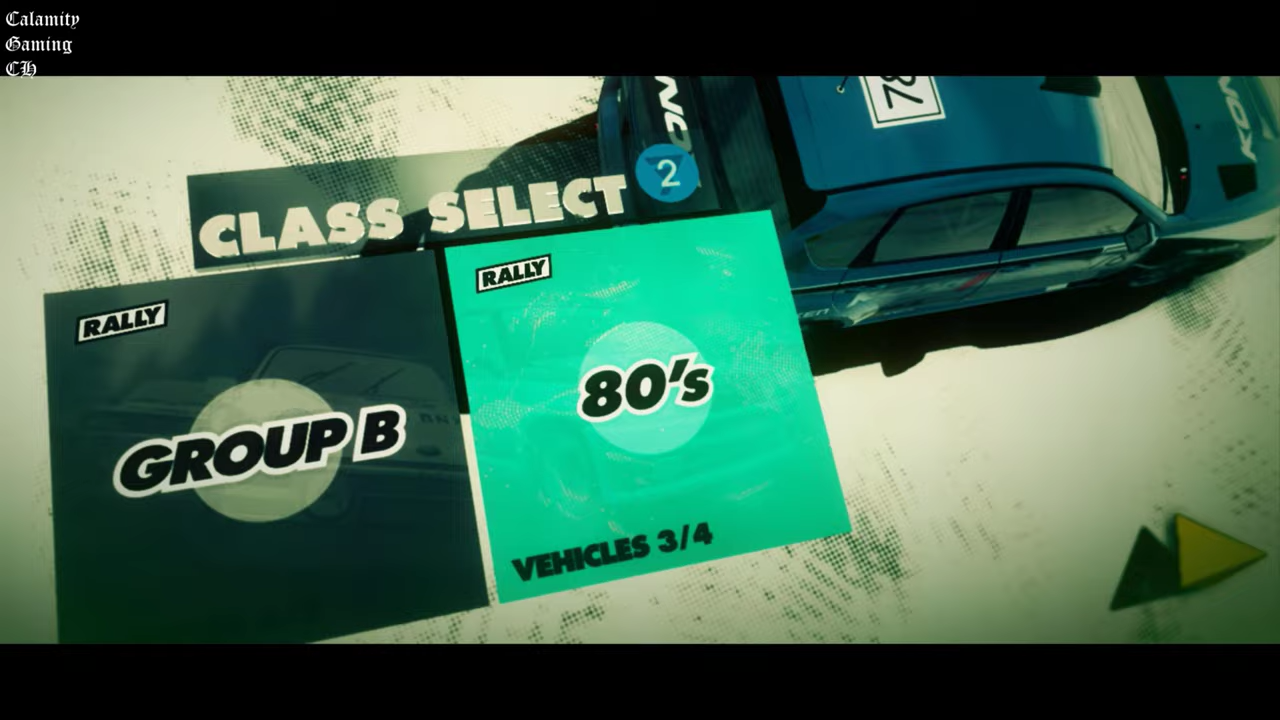 Calamity
Gaming
CH
CLASS SELECT
2
RALLY
GROUP B
RALLY
80's
VEHICLES 3/4
78